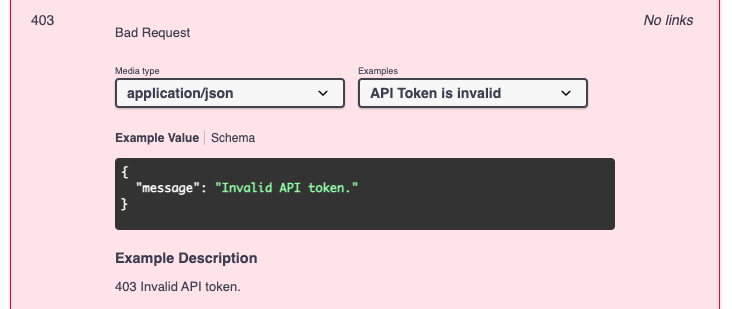 403
No links
Bad Request
Media type
Examples
application/json
API Token is invalid
Example Value
Schema
{
"message": "Invalid API token."
}
Example Description
403 Invalid API token.